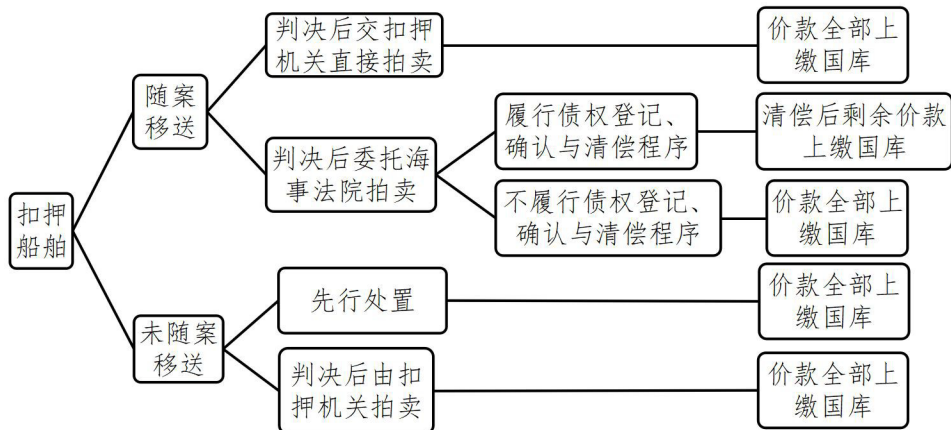 扣押
船舶
随案
移送
判决后交扣押
机关直接拍卖
价款全部上
缴国库
判决后委托海
事法院拍卖
履行债权登记、
确认与清偿程序
清偿后剩余价款
上缴国库
不履行债权登记、
确认与清偿程序
价款全部上
缴国库
未随案
移送
先行处置
价款全部上
缴国库
判决后由扣
押机关拍卖
价款全部上
缴国库